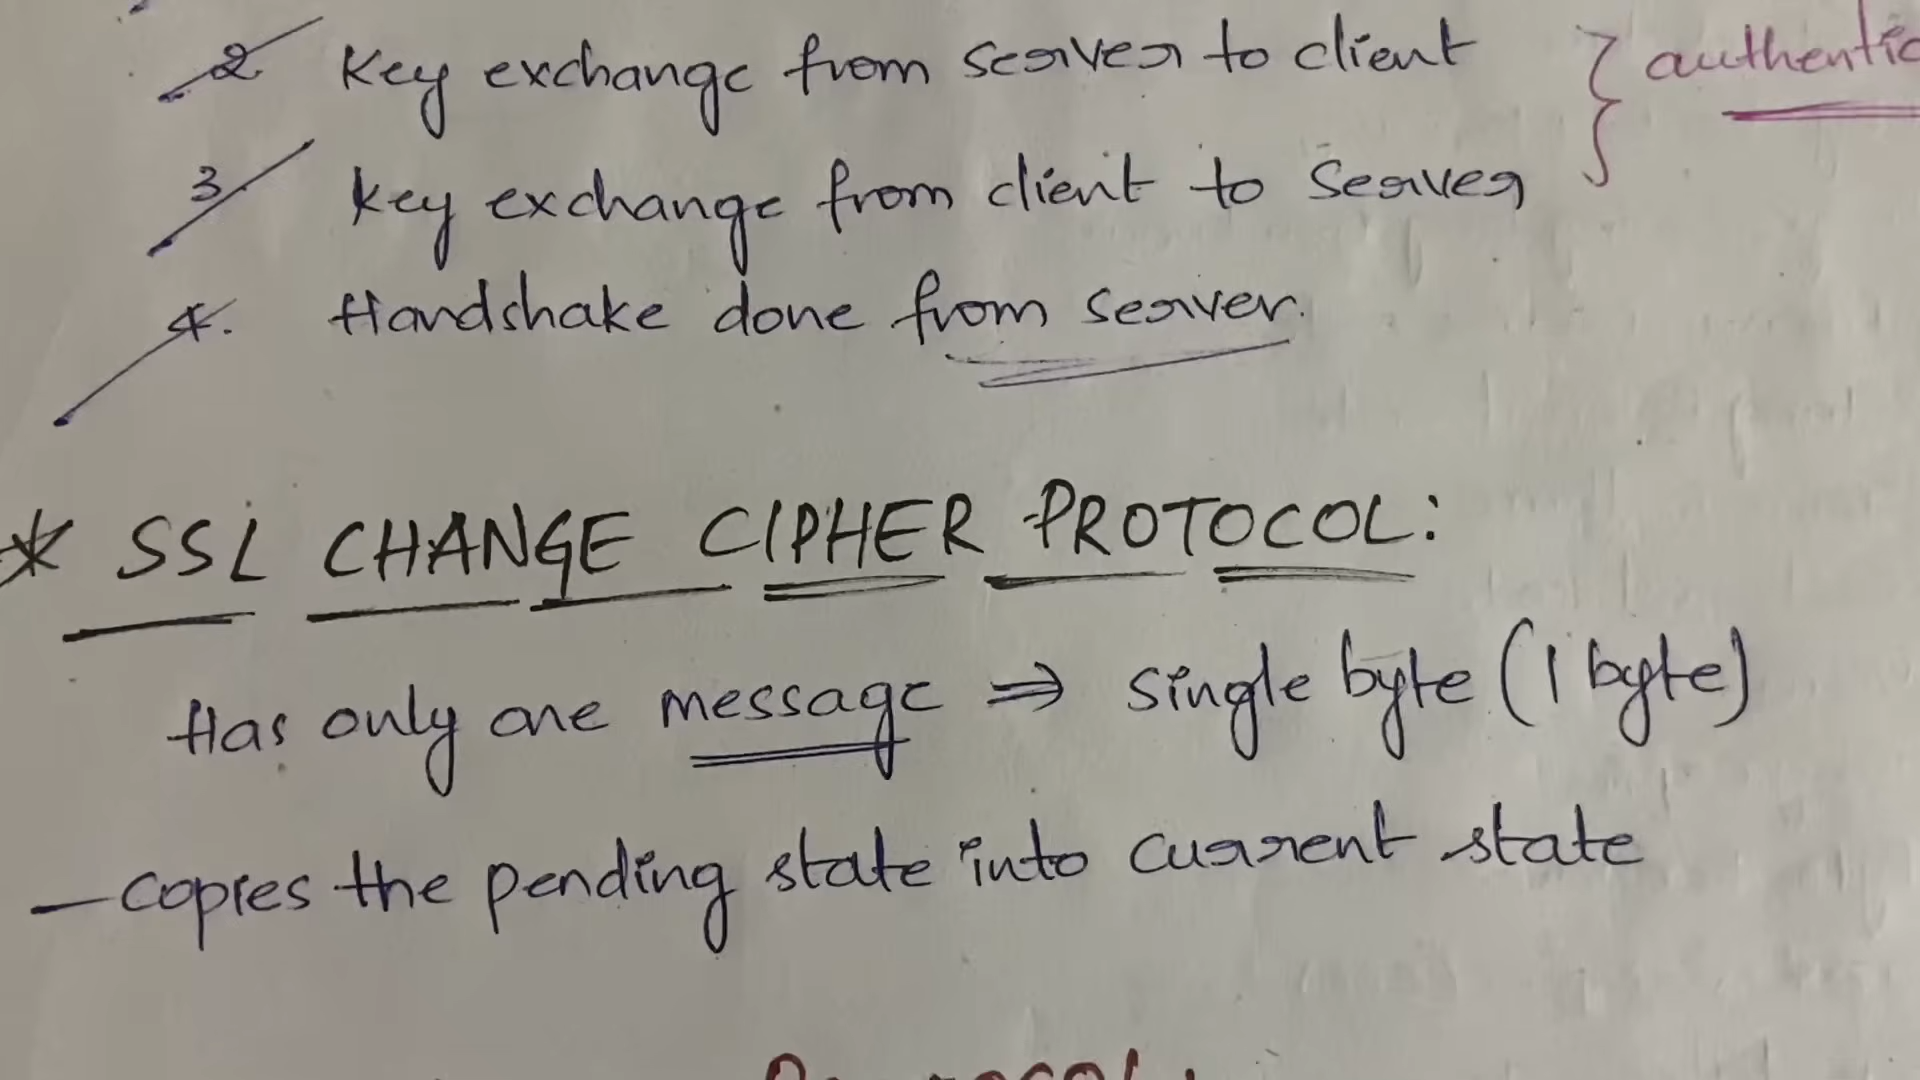 2. Key exchange from server to client } authentic
3. key exchange from client to server
4. Handshake done from server.
* SSL CHANGE CIPHER PROTOCOL:
Has only one message ⇒ single byte (1 byte)
- copies the pending state into current state